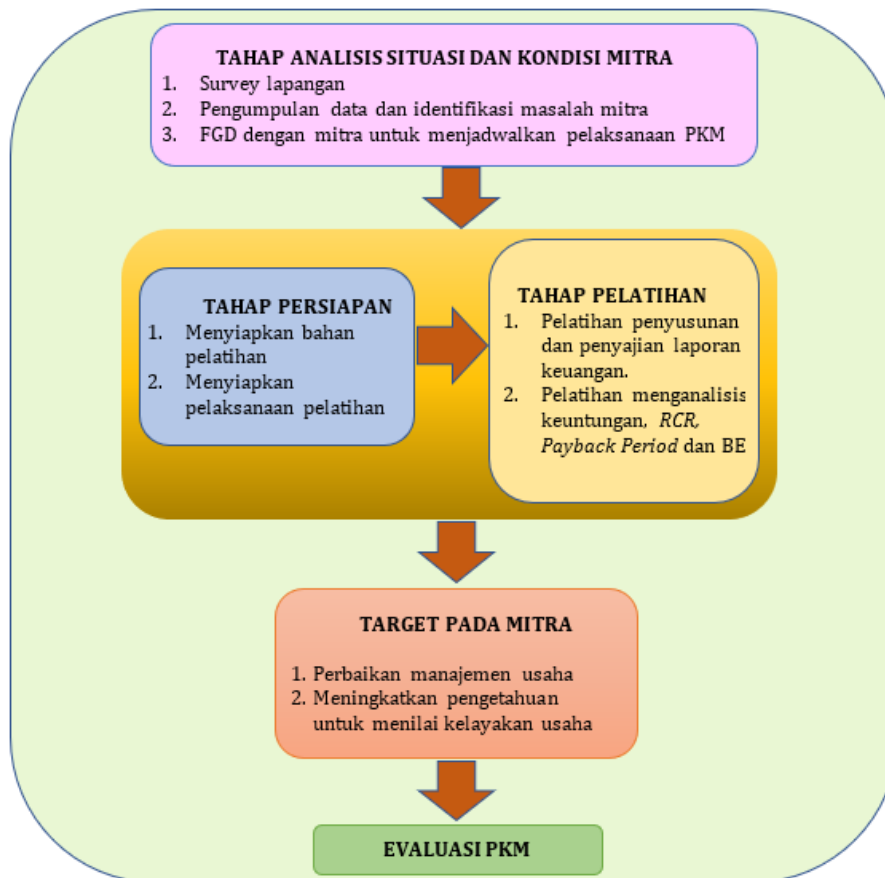 TAHAP ANALISIS SITUASI DAN KONDISI MITRA
1. Survey lapangan
2. Pengumpulan data dan identifikasi masalah mitra
3. FGD dengan mitra untuk menjadwalkan pelaksanaan PKM
TAHAP PERSIAPAN
1. Menyiapkan bahan
pelatihan
2. Menyiapkan
pelaksanaan pelatihan
TAHAP PELATIHAN
1. Pelatihan penyusunan
dan penyajian laporan
keuangan.
2. Pelatihan menganalisis
keuntungan, RCR,
Payback Period dan BE
TARGET PADA MITRA
1. Perbaikan manajemen usaha
2. Meningkatkan pengetahuan
untuk menilai kelayakan usaha
EVALUASI PKM